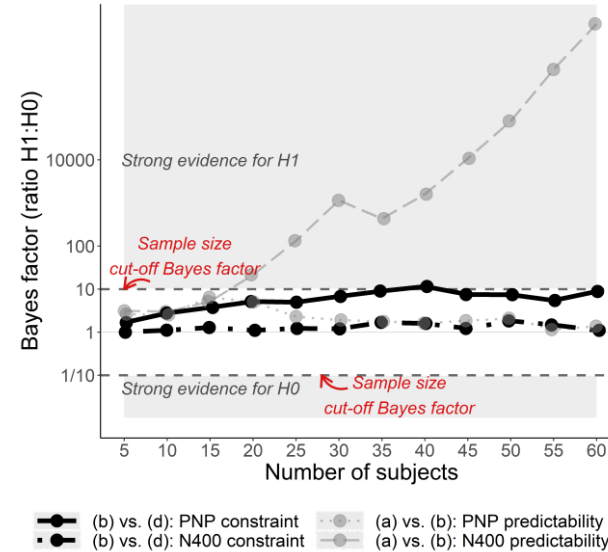 Bayes factor (ratio H1:H0)
10000
100
10
1
1/10
Strong evidence for H1
Sample size
cut-off Bayes factor
Strong evidence for H0
Sample size
cut-off Bayes factor
5 10 15 20 25 30 35 40 45 50 55 60
Number of subjects
(b) vs. (d): PNP constraint (a) vs. (b): PNP predictability
(b) vs. (d): N400 constraint (a) vs. (b): N400 predictability